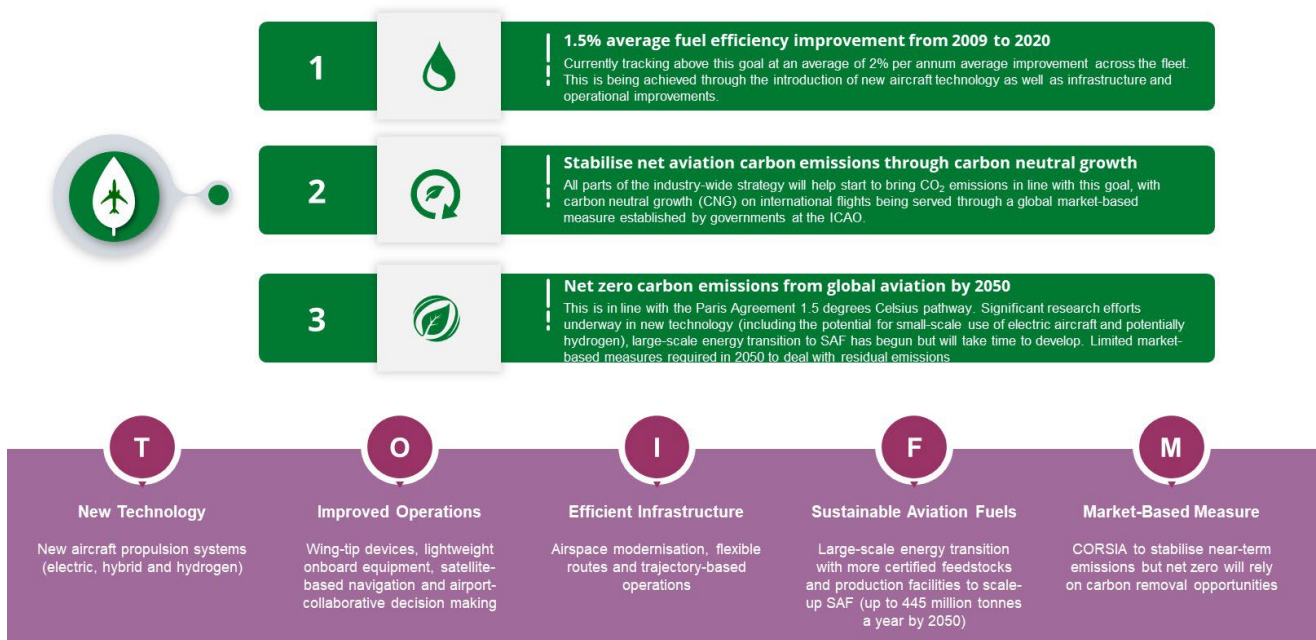 1
1.5% average fuel efficiency improvement from 2009 to 2020
Currently tracking above this goal at an average of 2% per annum average improvement across the fleet.
This is being achieved through the introduction of new aircraft technology as well as infrastructure and
operational improvements.
2
Stabilise net aviation carbon emissions through carbon neutral growth
All parts of the industry-wide strategy will help start to bring CO₂ emissions in line with this goal, with
carbon neutral growth (CNG) on international flights being served through a global market-based
measure established by governments at the ICAO.
3
Net zero carbon emissions from global aviation by 2050
This is in line with the Paris Agreement 1.5 degrees Celsius pathway. Significant research efforts
underway in new technology (including the potential for small-scale use of electric aircraft and potentially
hydrogen), large-scale energy transition to SAF has begun but will take time to develop. Limited market-
based measures required in 2050 to deal with residual emissions
T
New Technology
New aircraft propulsion systems
(electric, hybrid and hydrogen)
O
Improved Operations
Wing-tip devices, lightweight
onboard equipment, satellite-
based navigation and airport-
collaborative decision making
I
Efficient Infrastructure
Airspace modernisation, flexible
routes and trajectory-based
operations
F
Sustainable Aviation Fuels
Large-scale energy transition
with more certified feedstocks
and production facilities to scale-
up SAF (up to 445 million tonnes
a year by 2050)
M
Market-Based Measure
CORSIA to stabilise near-term
emissions but net zero will rely
on carbon removal opportunities